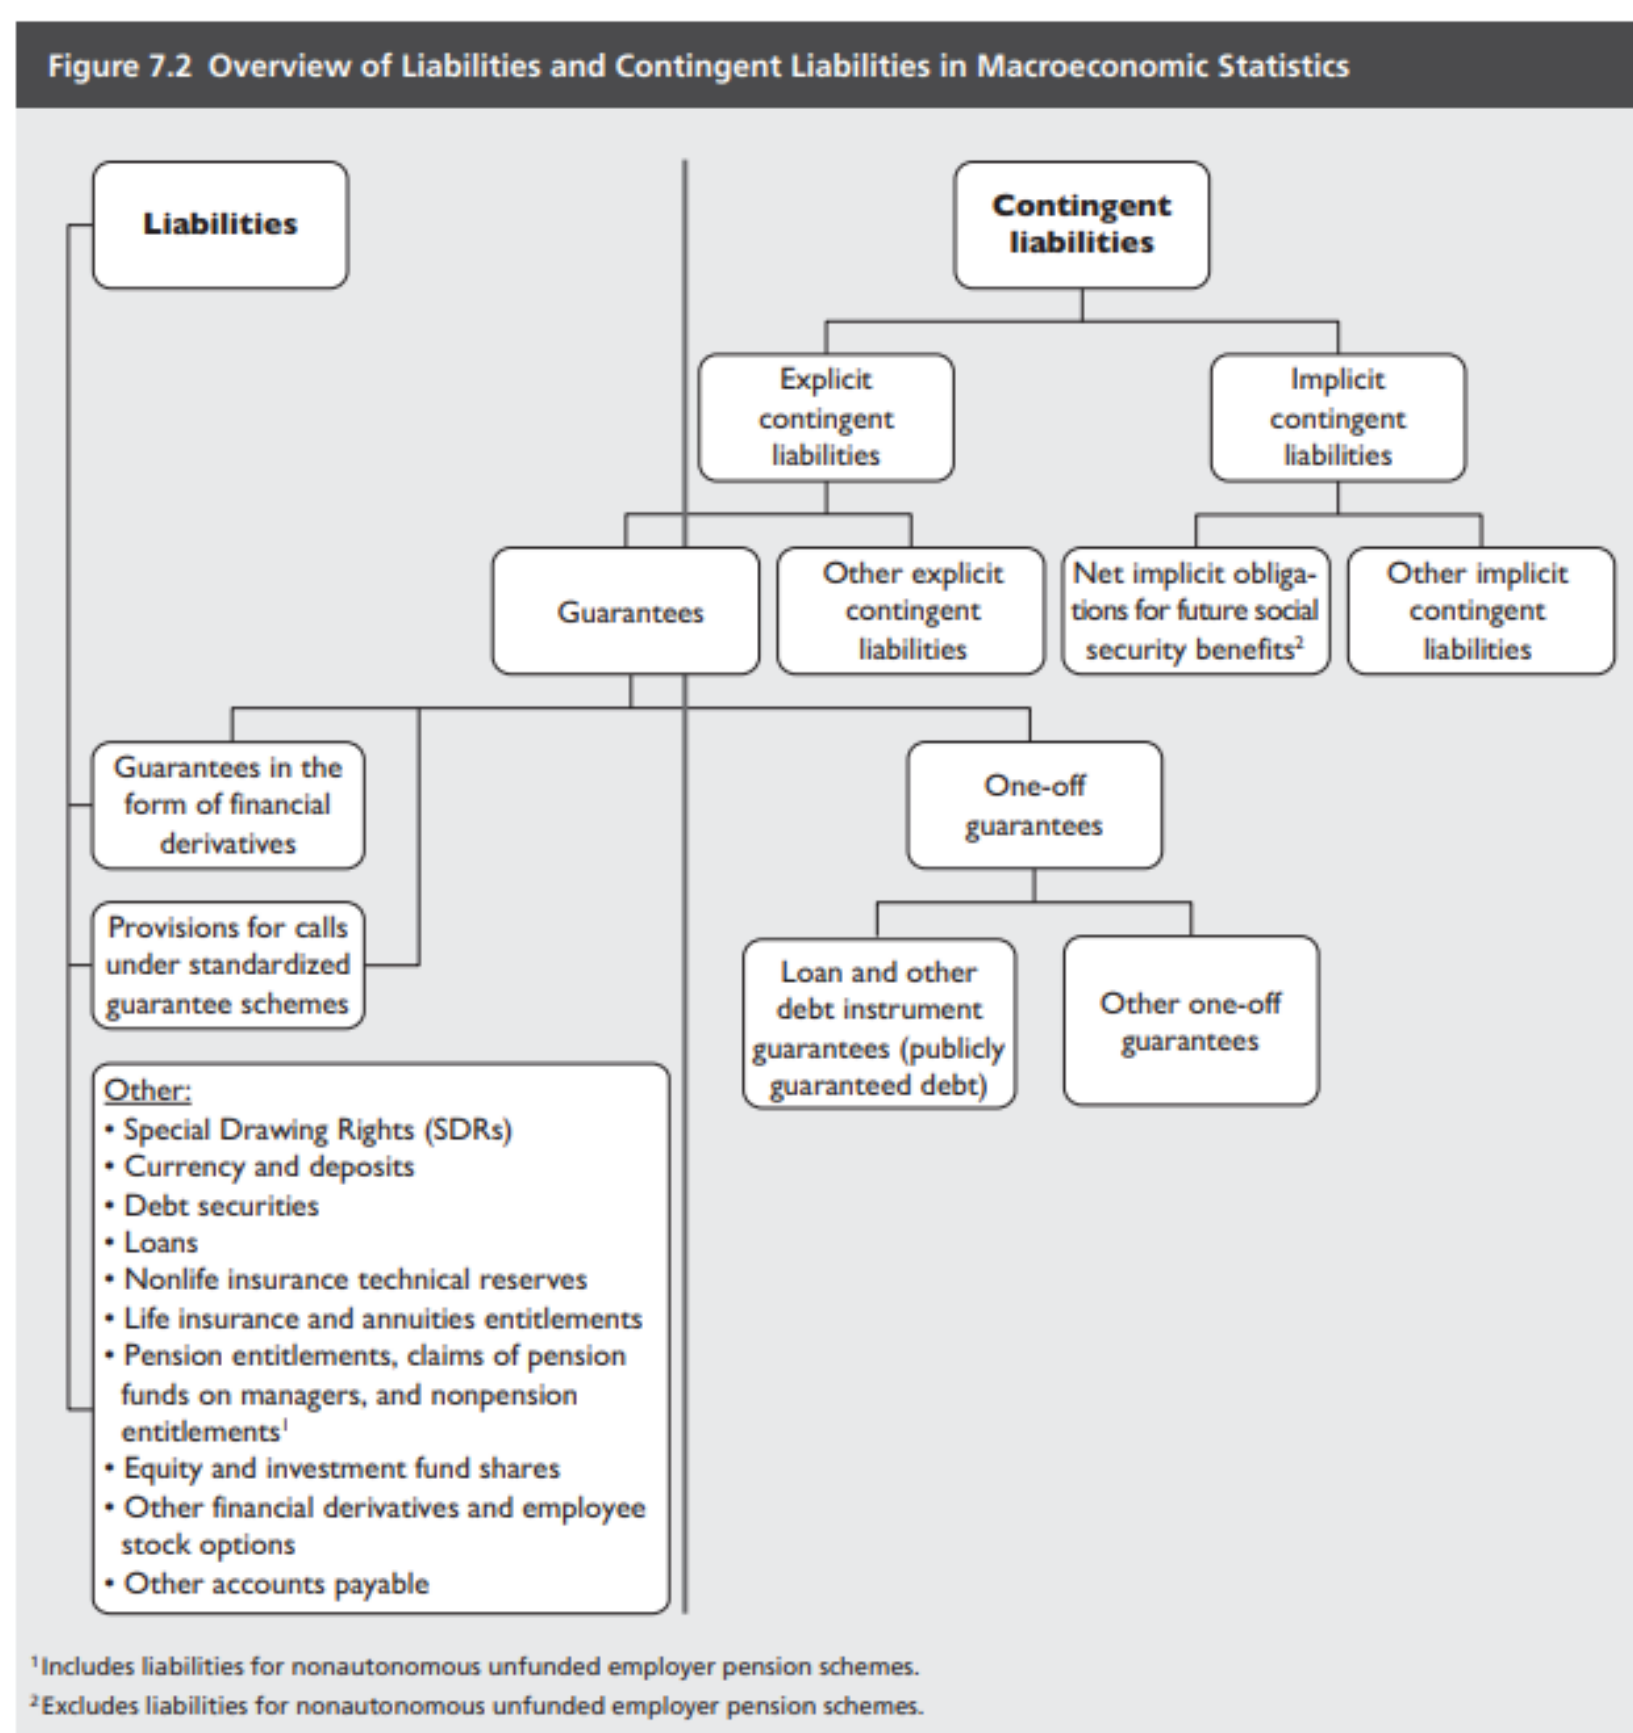 Figure 7.2 Overview of Liabilities and Contingent Liabilities in Macroeconomic Statistics
Liabilities
Contingent
liabilities
Explicit
contingent
liabilities
Implicit
contingent
liabilities
Guarantees
Other explicit
contingent
liabilities
Net implicit obliga-
tions for future social
security benefits²
Other implicit
contingent
liabilities
Guarantees in the
form of financial
derivatives
One-off
guarantees
Provisions for calls
under standardized
guarantee schemes
Loan and other
debt instrument
guarantees (publicly
guaranteed debt)
Other one-off
guarantees
Other:
• Special Drawing Rights (SDRs)
• Currency and deposits
• Debt securities
• Loans
• Nonlife insurance technical reserves
• Life insurance and annuities entitlements
• Pension entitlements, claims of pension
funds on managers, and nonpension
entitlements¹
• Equity and investment fund shares
• Other financial derivatives and employee
stock options
• Other accounts payable
¹Includes liabilities for nonautonomous unfunded employer pension schemes.
²Excludes liabilities for nonautonomous unfunded employer pension schemes.